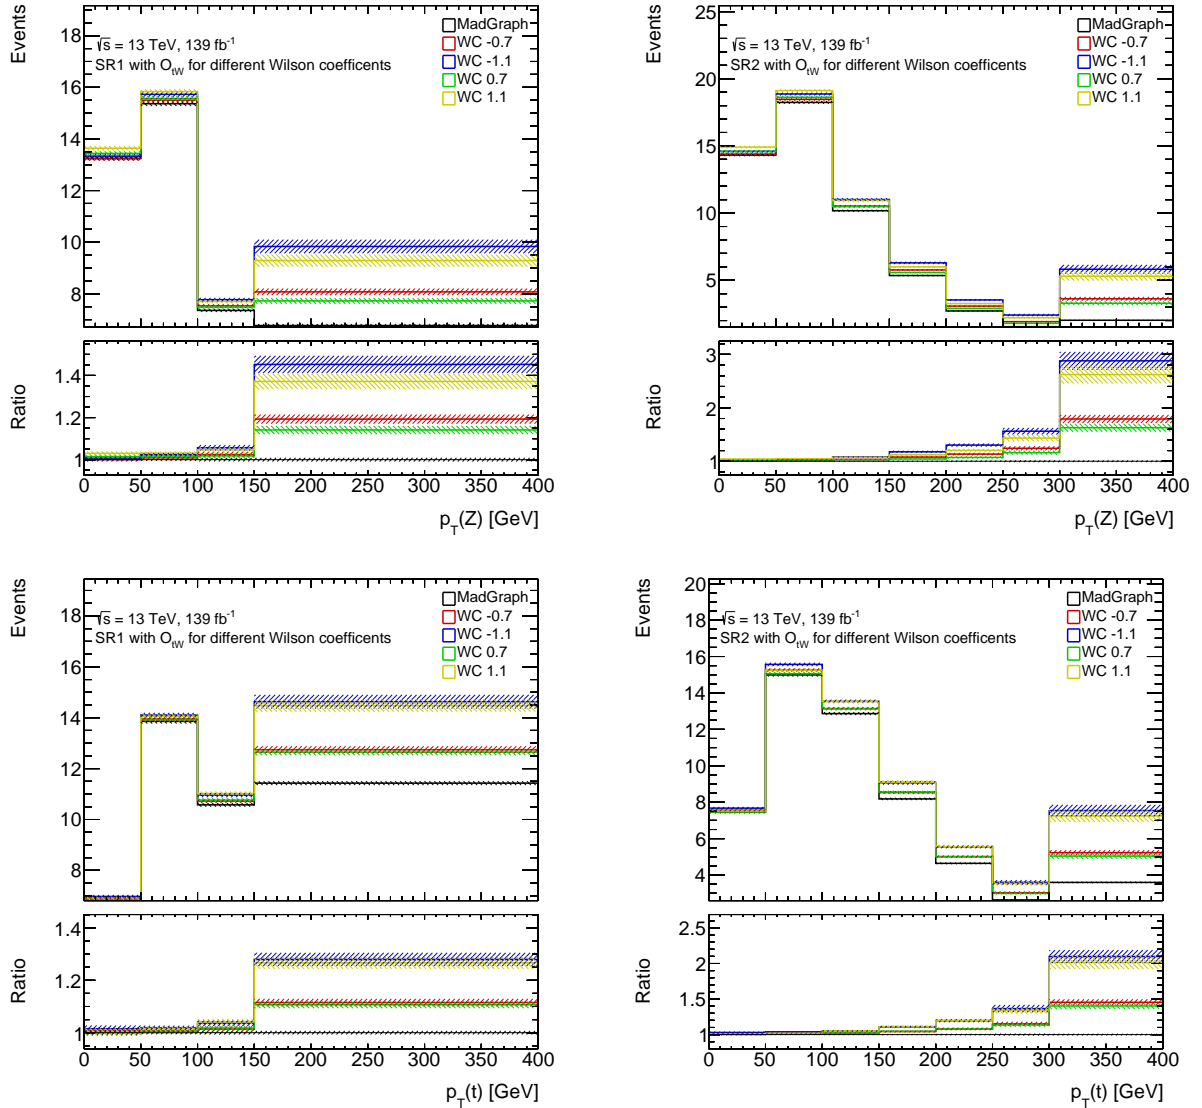 Events
18
16
14
12
10
8
√s = 13 TeV, 139 fb⁻¹
SR1 with O_tW for different Wilson coefficents
MadGraph
WC -0.7
WC -1.1
WC 0.7
WC 1.1
Ratio
1.4
1.2
1
0 50 100 150 200 250 300 350 400
p_T(Z) [GeV]
Events
25
20
15
10
5
√s = 13 TeV, 139 fb⁻¹
SR2 with O_tW for different Wilson coefficents
MadGraph
WC -0.7
WC -1.1
WC 0.7
WC 1.1
Ratio
3
2
1
0 50 100 150 200 250 300 350 400
p_T(Z) [GeV]
Events
18
16
14
12
10
8
√s = 13 TeV, 139 fb⁻¹
SR1 with O_tW for different Wilson coefficents
MadGraph
WC -0.7
WC -1.1
WC 0.7
WC 1.1
Ratio
1.4
1.2
1
0 50 100 150 200 250 300 350 400
p_T(t) [GeV]
Events
20
18
16
14
12
10
8
6
4
√s = 13 TeV, 139 fb⁻¹
SR2 with O_tW for different Wilson coefficents
MadGraph
WC -0.7
WC -1.1
WC 0.7
WC 1.1
Ratio
2.5
2
1.5
1
0 50 100 150 200 250 300 350 400
p_T(t) [GeV]